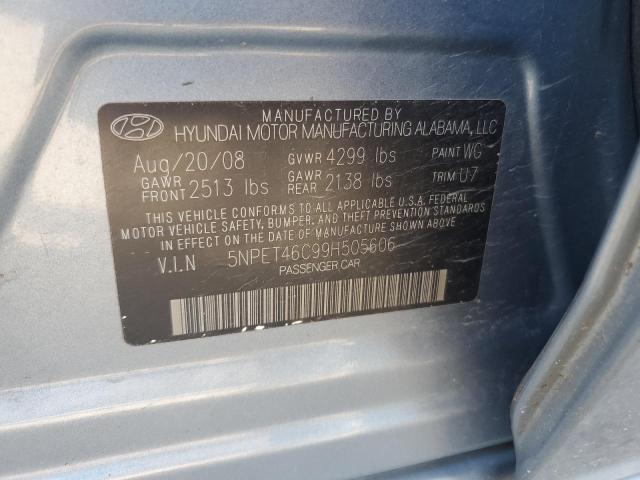 MANUFACTURED BY
HYUNDAI MOTOR MANUFACTURING ALABAMA, LLC
Aug/20/08 GVWR 4299 lbs PAINT WG
GAWR FRONT 2513 lbs GAWR REAR 2138 lbs TRIM U7
THIS VEHICLE CONFORMS TO ALL APPLICABLE U.S.A. FEDERAL
MOTOR VEHICLE SAFETY, BUMPER, AND THEFT PREVENTION STANDARDS
IN EFFECT ON THE DATE OF MANUFACTURE SHOWN ABOVE.
V.I.N 5NPET46C99H505606
PASSENGER CAR